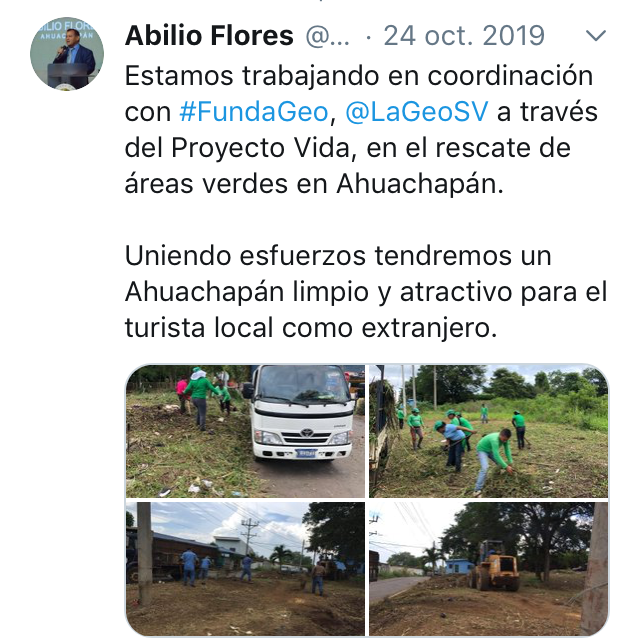 Abilio Flores @... · 24 oct. 2019
Estamos trabajando en coordinación
con #FundaGeo, @LaGeoSV a través
del Proyecto Vida, en el rescate de
áreas verdes en Ahuachapán.
Uniendo esfuerzos tendremos un
Ahuachapán limpio y atractivo para el
turista local como extranjero.